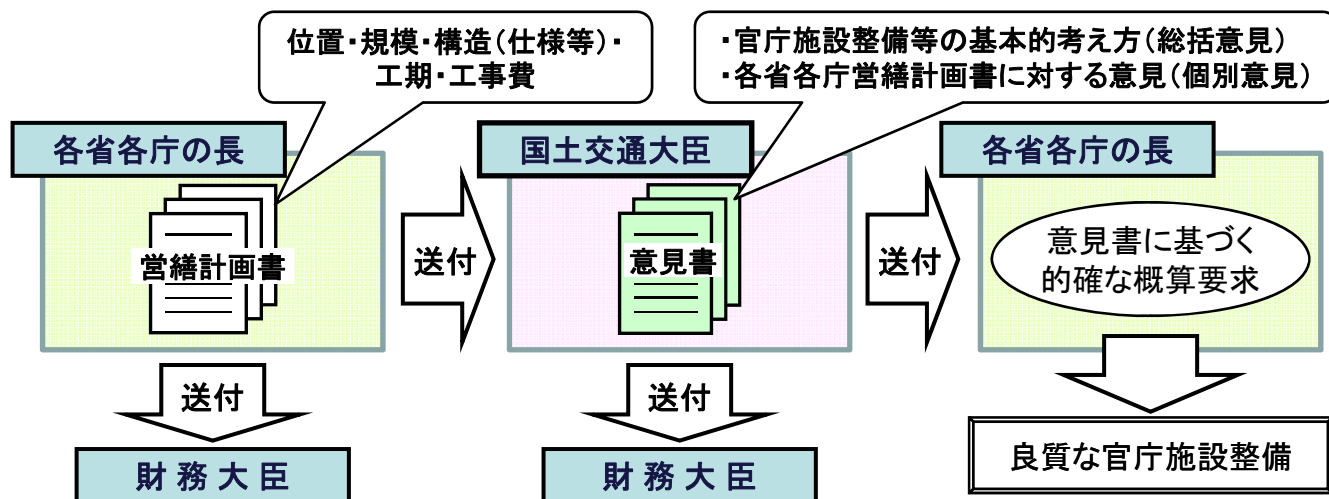 位置・規模・構造(仕様等)・
工期・工事費
・官庁施設整備等の基本的考え方(総括意見)
・各省各庁営繕計画書に対する意見(個別意見)
各省各庁の長
国土交通大臣
各省各庁の長
営繕計画書
送付
意見書
送付
意見書に基づく
的確な概算要求
送付
送付
財務大臣
財務大臣
良質な官庁施設整備